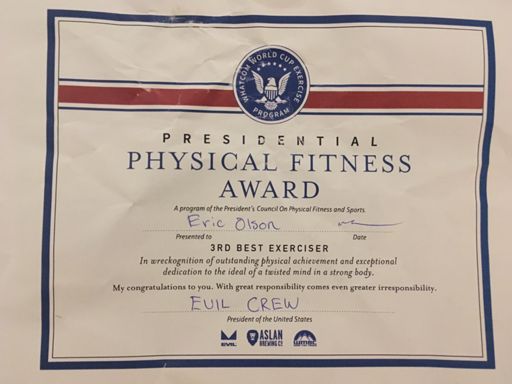 WHATCOM WORLD CUP EXERCISE
PROGRAM
PRESIDENTIAL
PHYSICAL FITNESS
AWARD
A program of the President's Council On Physical Fitness and Sports
Eric Olson
Presented to Date
3RD BEST EXERCISER
In wreckognition of outstanding physical achievement and exceptional
dedication to the ideal of a twisted mind in a strong body.
My congratulations to you. With great responsibility comes even greater irresponsibility.
EVIL CREW
President of the United States
EVIL ASLAN
BREWING CO